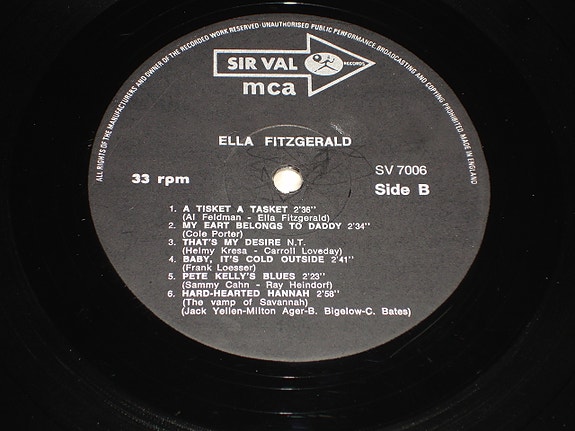 ALL RIGHTS OF THE MANUFACTURERS AND OWNER OF THE RECORDED WORK RESERVED·UNAUTHORISED PUBLIC PERFORMANCE, BROADCASTING AND COPYING PROHIBITED. MADE IN ENGLAND
SIR VAL RECORDS
mca
ELLA FITZGERALD
33 rpm
SV 7006
Side B
1. A TISKET A TASKET 2'36''
(Al Feldman - Ella Fitzgerald)
2. MY EART BELONGS TO DADDY 2'34''
(Cole Porter)
3. THAT'S MY DESIRE N.T.
(Helmy Kresa - Carroll Loveday)
4. BABY, IT'S COLD OUTSIDE 2'41''
(Frank Loesser)
5. PETE KELLY'S BLUES 2'23''
(Sammy Cahn - Ray Heindorf)
6. HARD-HEARTED HANNAH 2'58''
(The vamp of Savannah)
(Jack Yellen-Milton Ager-B. Bigelow-C. Bates)